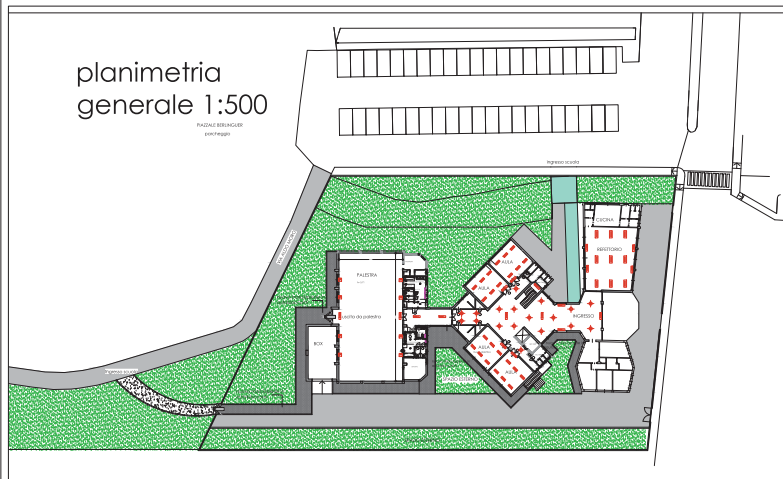 planimetria
generale 1:500
PIAZZALE BERLINGUER
parcheggio
ingresso scuola
CUCINA
REFETTORIO
AULA
PALESTRA
AULA
uscita da palestra
INGRESSO
BOX
AULA
AULA
ingresso scuola
SPAZIO ESTERNO